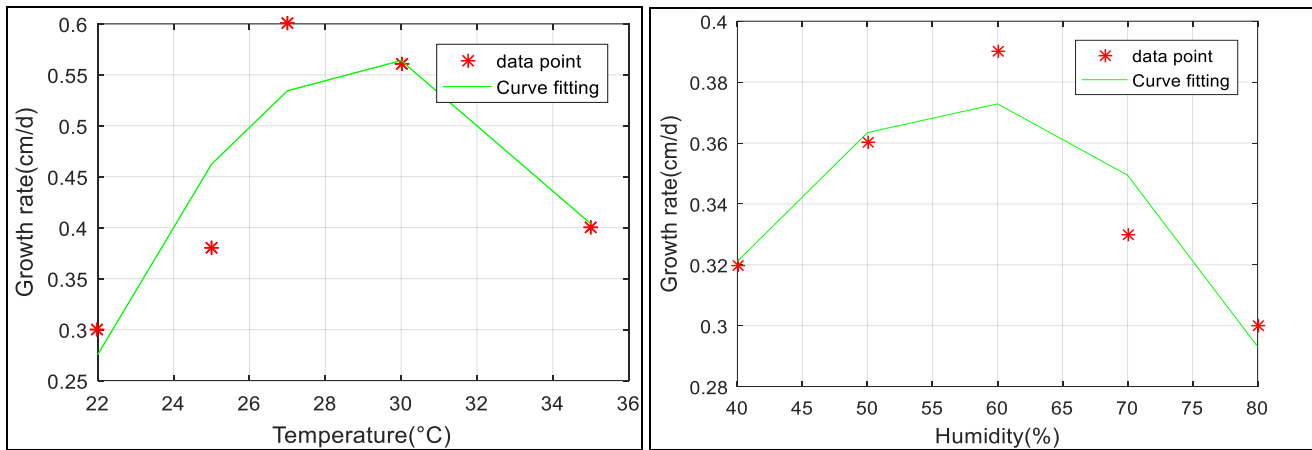 0.6
0.55
0.5
0.45
0.4
0.35
0.3
0.25
Growth rate(cm/d)
data point
Curve fitting
22 24 26 28 30 32 34 36
Temperature(°C)
0.4
0.38
0.36
0.34
0.32
0.3
0.28
Growth rate(cm/d)
data point
Curve fitting
40 45 50 55 60 65 70 75 80
Humidity(%)